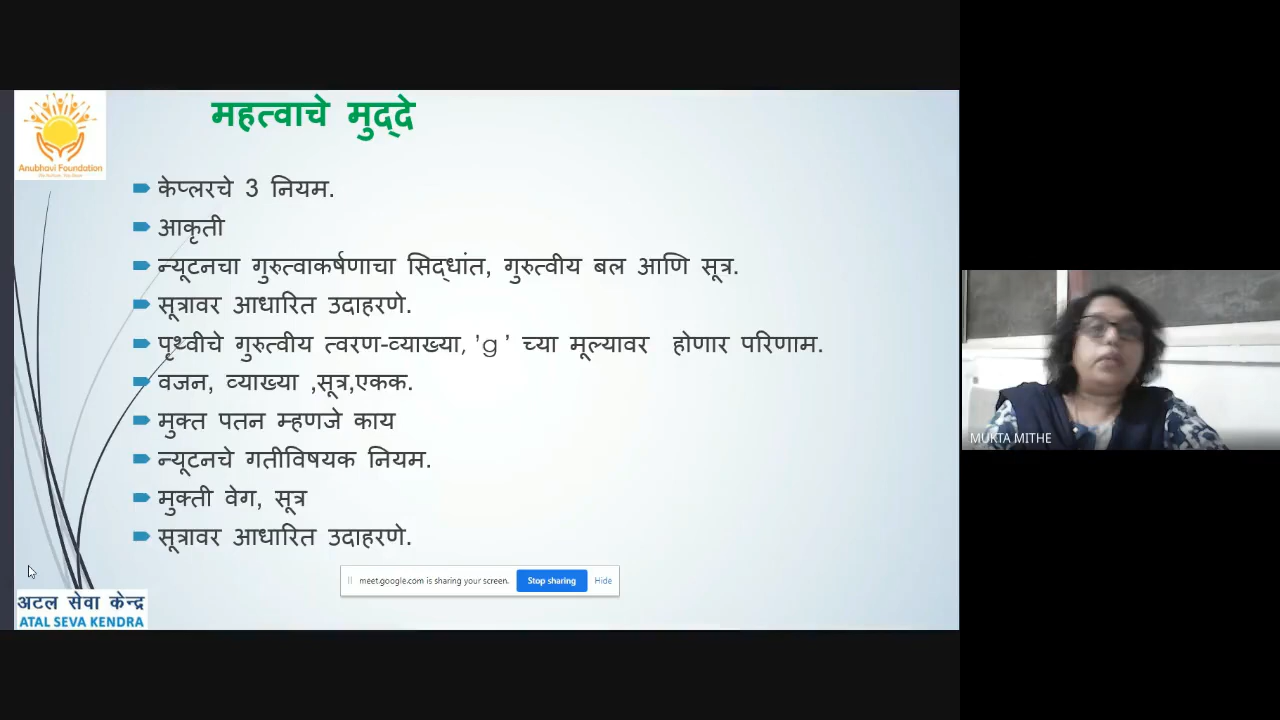 महत्वाचे मुद्‌दे
Anubhavi Foundation
केप्लरचे 3 नियम.
आकृती
न्यूटनचा गुरुत्वाकर्षणाचा सिद्‌धांत, गुरुत्वीय बल आणि सूत्र.
सूत्रावर आधारित उदाहरणे.
पृथ्वीचे गुरुत्वीय त्वरण-व्याख्या, 'g' च्या मूल्यावर होणार परिणाम.
वजन, व्याख्या ,सूत्र,एकक.
मुक्त पतन म्हणजे काय
न्यूटनचे गतीविषयक नियम.
मुक्ती वेग, सूत्र
सूत्रावर आधारित उदाहरणे.
meet.google.com is sharing your screen. Stop sharing Hide
अटल सेवा केन्द्र
ATAL SEVA KENDRA
MUKTA MITHE